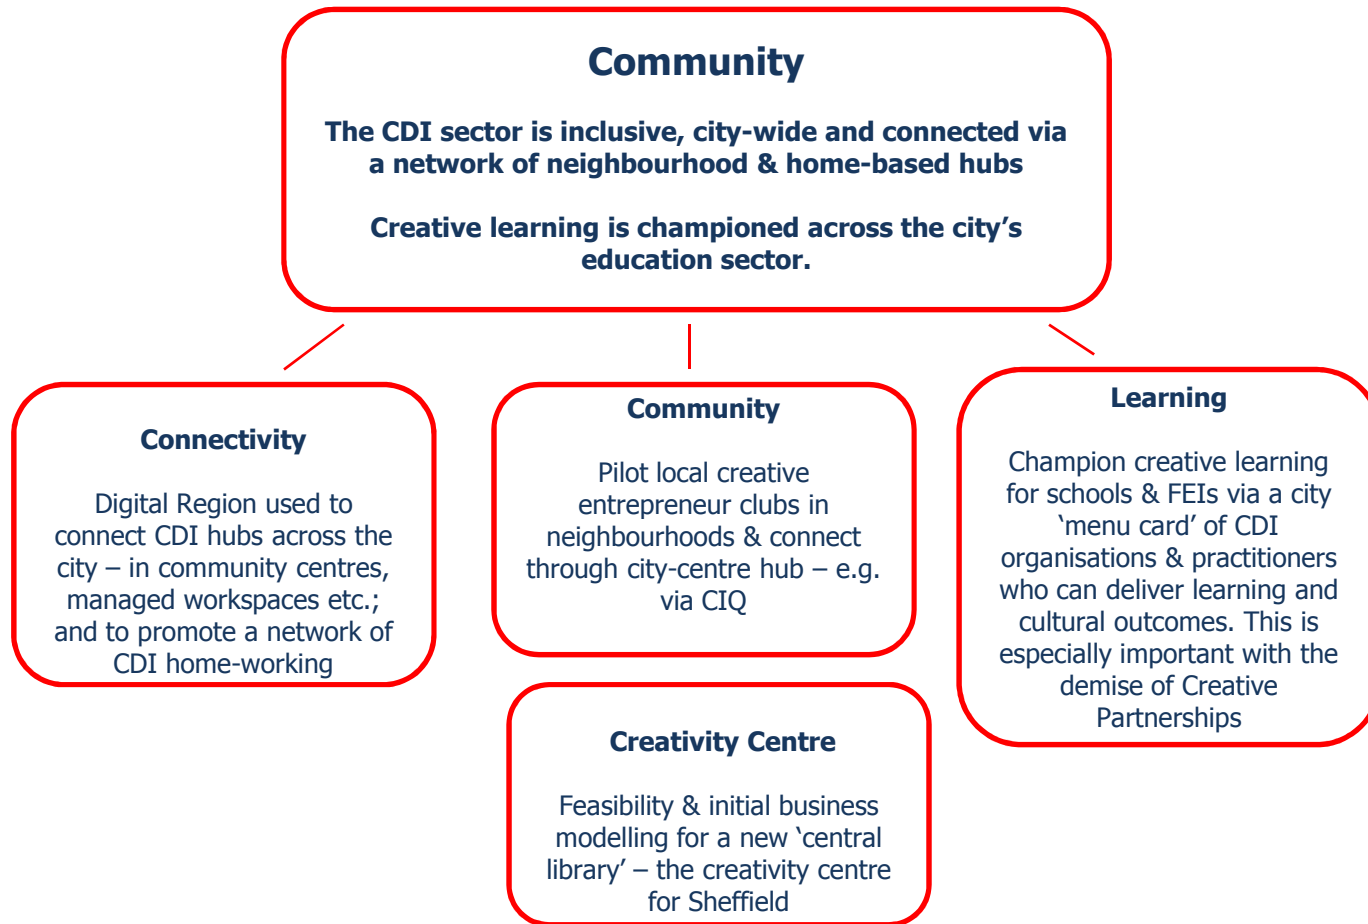 Community
The CDI sector is inclusive, city-wide and connected via
a network of neighbourhood & home-based hubs
Creative learning is championed across the city’s
education sector.
Connectivity
Digital Region used to
connect CDI hubs across the
city – in community centres,
managed workspaces etc.;
and to promote a network of
CDI home-working
Community
Pilot local creative
entrepreneur clubs in
neighbourhoods & connect
through city-centre hub – e.g.
via CIQ
Creativity Centre
Feasibility & initial business
modelling for a new ‘central
library’ – the creativity centre
for Sheffield
Learning
Champion creative learning
for schools & FEIs via a city
‘menu card’ of CDI
organisations & practitioners
who can deliver learning and
cultural outcomes. This is
especially important with the
demise of Creative
Partnerships